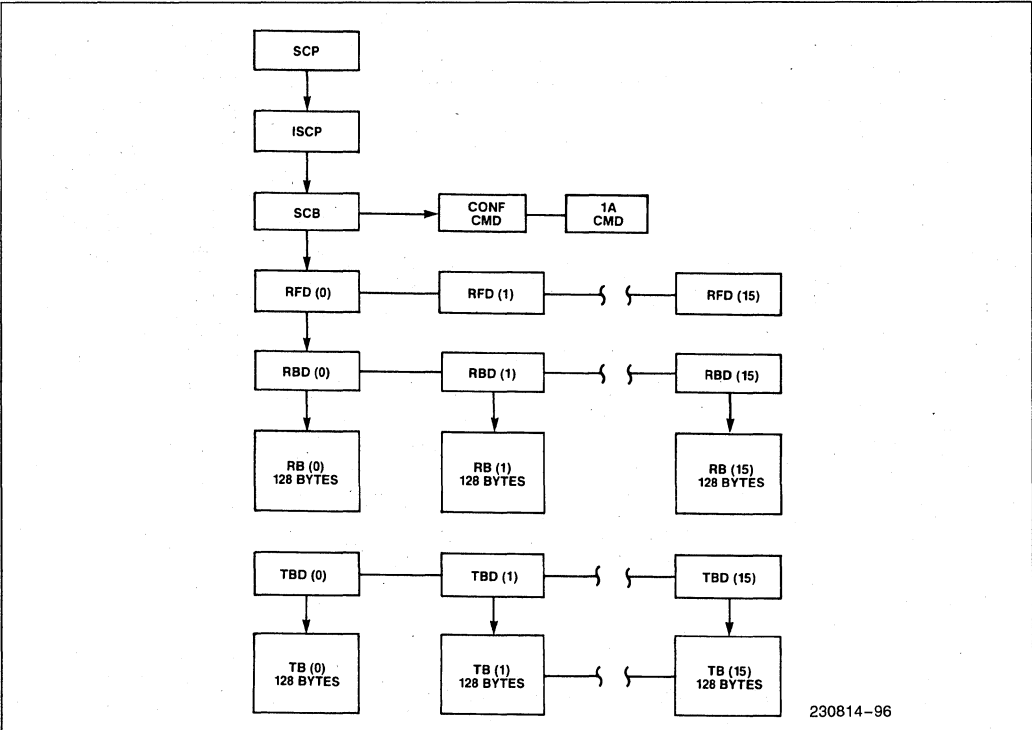 SCP
ISCP
SCB
CONF
CMD
1A
CMD
RFD (0)
RFD (1)
RFD (15)
RBD (0)
RBD (1)
RBD (15)
RB (0)
128 BYTES
RB (1)
128 BYTES
RB (15)
128 BYTES
TBD (0)
TBD (1)
TBD (15)
TB (0)
128 BYTES
TB (1)
128 BYTES
TB (15)
128 BYTES
230814–96